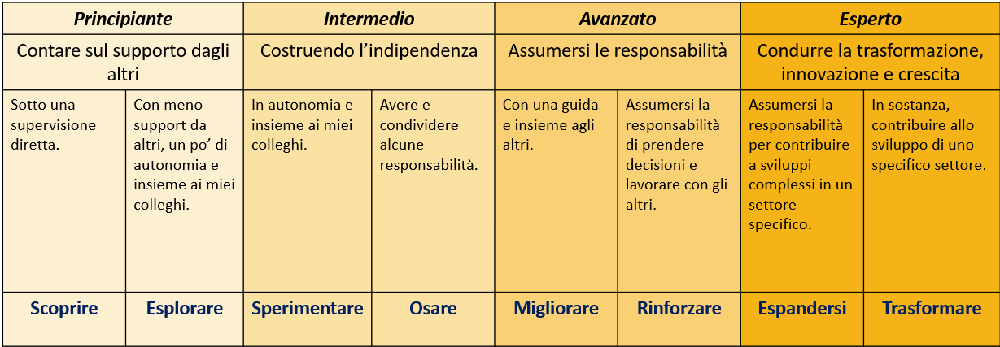 Principiante
Intermedio
Avanzato
Esperto
Contare sul supporto dagli
altri
Costruendo l’indipendenza
Assumersi le responsabilità
Condurre la trasformazione,
innovazione e crescita
Sotto una
supervisione
diretta.
Con meno
support da
altri, un po’ di
autonomia e
insieme ai miei
colleghi.
In autonomia e
insieme ai miei
colleghi.
Avere e
condividere
alcune
responsabilità.
Con una guida
e insieme agli
altri.
Assumersi la
responsabilità
di prendere
decisioni e
lavorare con gli
altri.
Assumersi la
responsabilità
per contribuire
a sviluppi
complessi in un
settore
specifico.
In sostanza,
contribuire allo
sviluppo di uno
specifico settore.
Scoprire
Esplorare
Sperimentare
Osare
Migliorare
Rinforzare
Espandersi
Trasformare